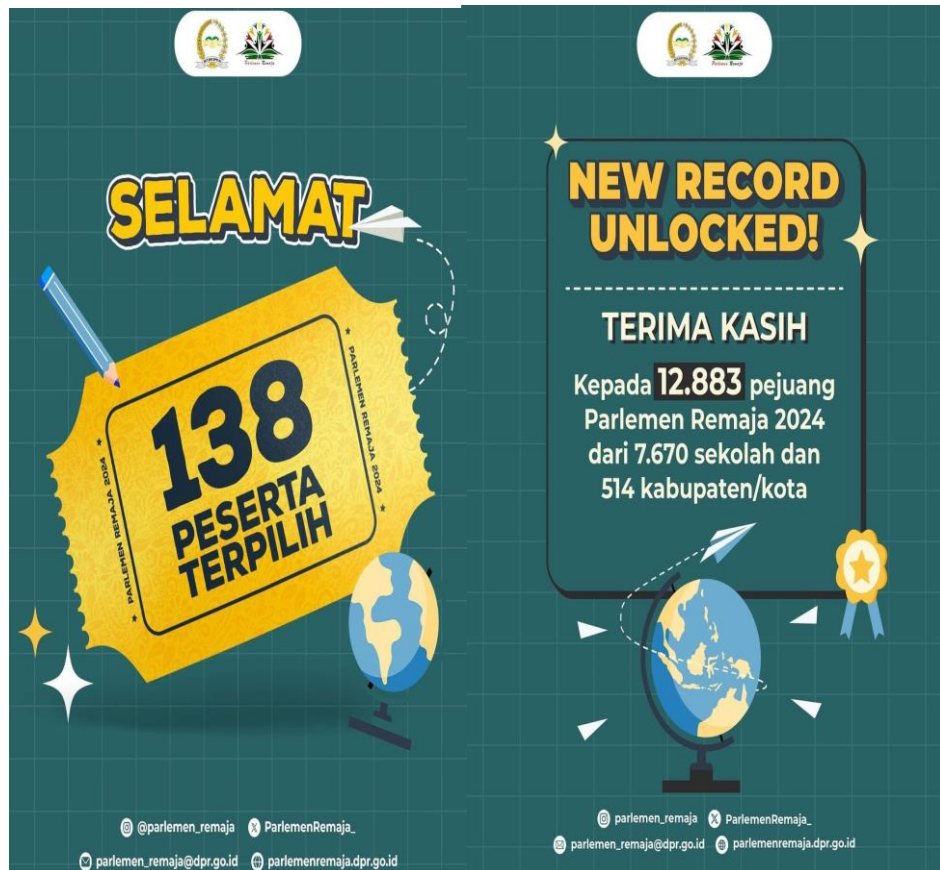 SELAMAT
PARLEMEN REMAJA 2024
138
PESERTA
TERPILIH
PARLEMEN REMAJA 2024
@parlemen_remaja ParlemenRemaja_
parlemen_remaja@dpr.go.id parlemenremaja.dpr.go.id
Parlemen Remaja
NEW RECORD
UNLOCKED!
TERIMA KASIH
Kepada 12.883 pejuang
Parlemen Remaja 2024
dari 7.670 sekolah dan
514 kabupaten/kota
parlemen_remaja ParlemenRemaja_
parlemen_remaja@dpr.go.id parlemenremaja.dpr.go.id